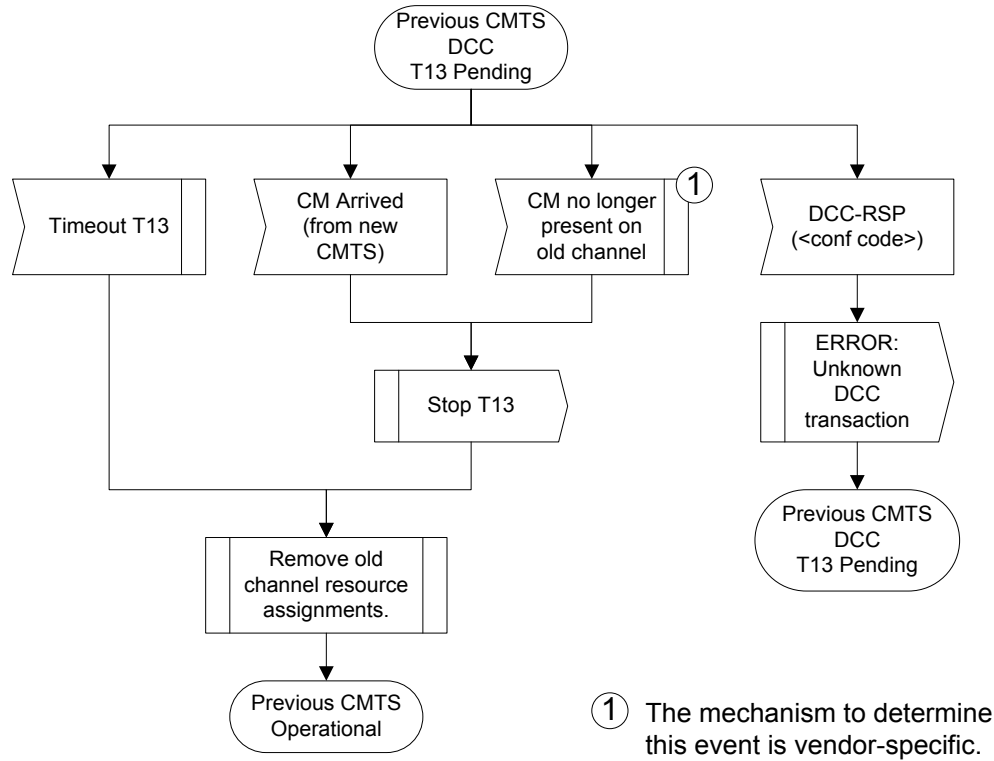 Previous CMTS
DCC
T13 Pending
Timeout T13
CM Arrived
(from new
CMTS)
CM no longer
present on
old channel
1
DCC-RSP
(<conf code>)
Stop T13
ERROR:
Unknown
DCC
transaction
Previous CMTS
DCC
T13 Pending
Remove old
channel resource
assignments.
Previous CMTS
Operational
1 The mechanism to determine
this event is vendor-specific.